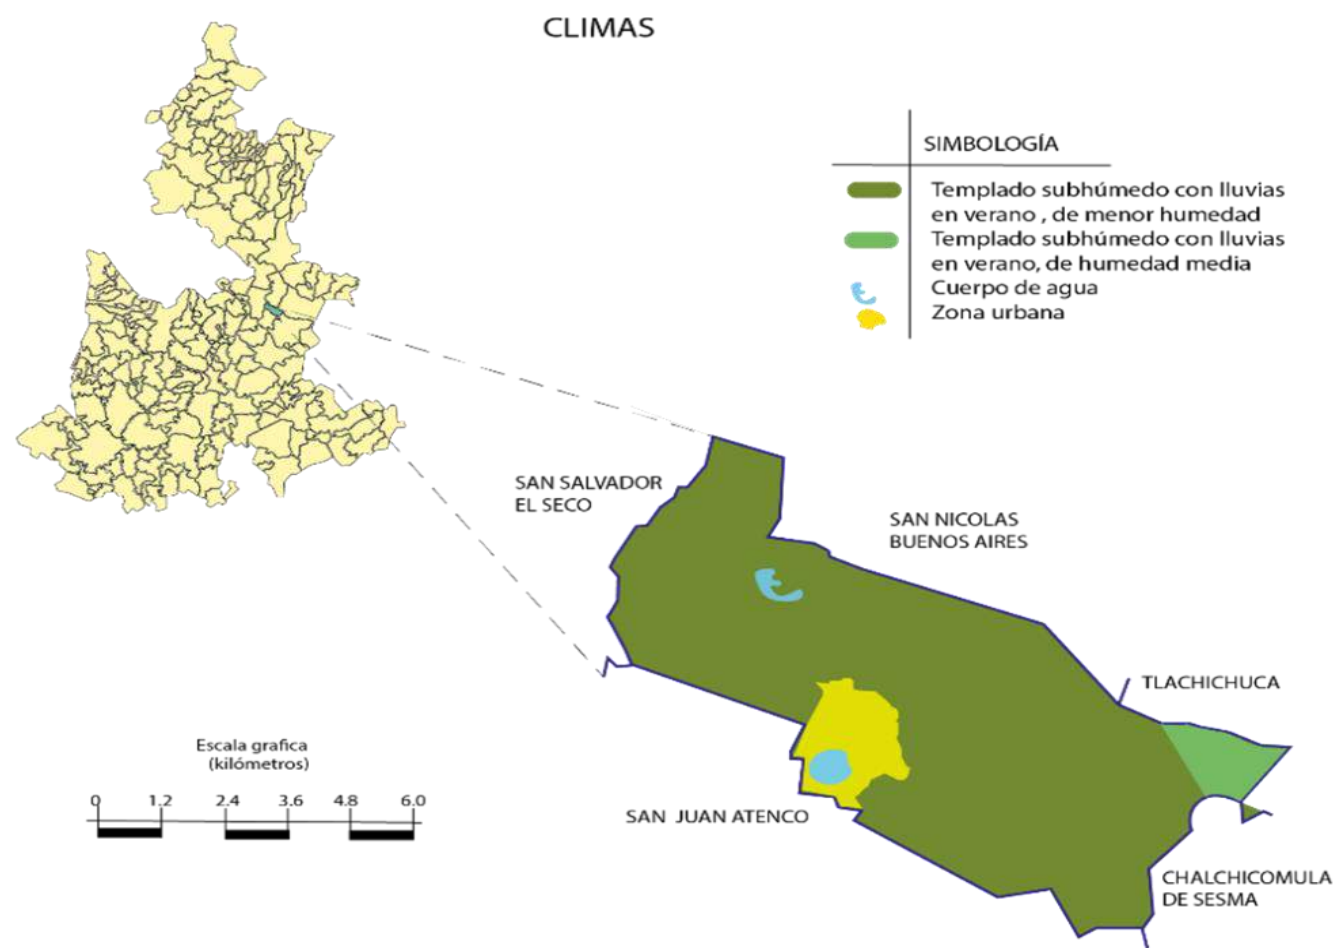 CLIMAS
SIMBOLOGÍA
Templado subhúmedo con lluvias
en verano , de menor humedad
Templado subhúmedo con lluvias
en verano, de humedad media
Cuerpo de agua
Zona urbana
SAN SALVADOR
EL SECO
SAN NICOLAS
BUENOS AIRES
TLACHICHUCA
SAN JUAN ATENCO
CHALCHICOMULA
DE SESMA
Escala grafica
(kilómetros)
0 1.2 2.4 3.6 4.8 6.0